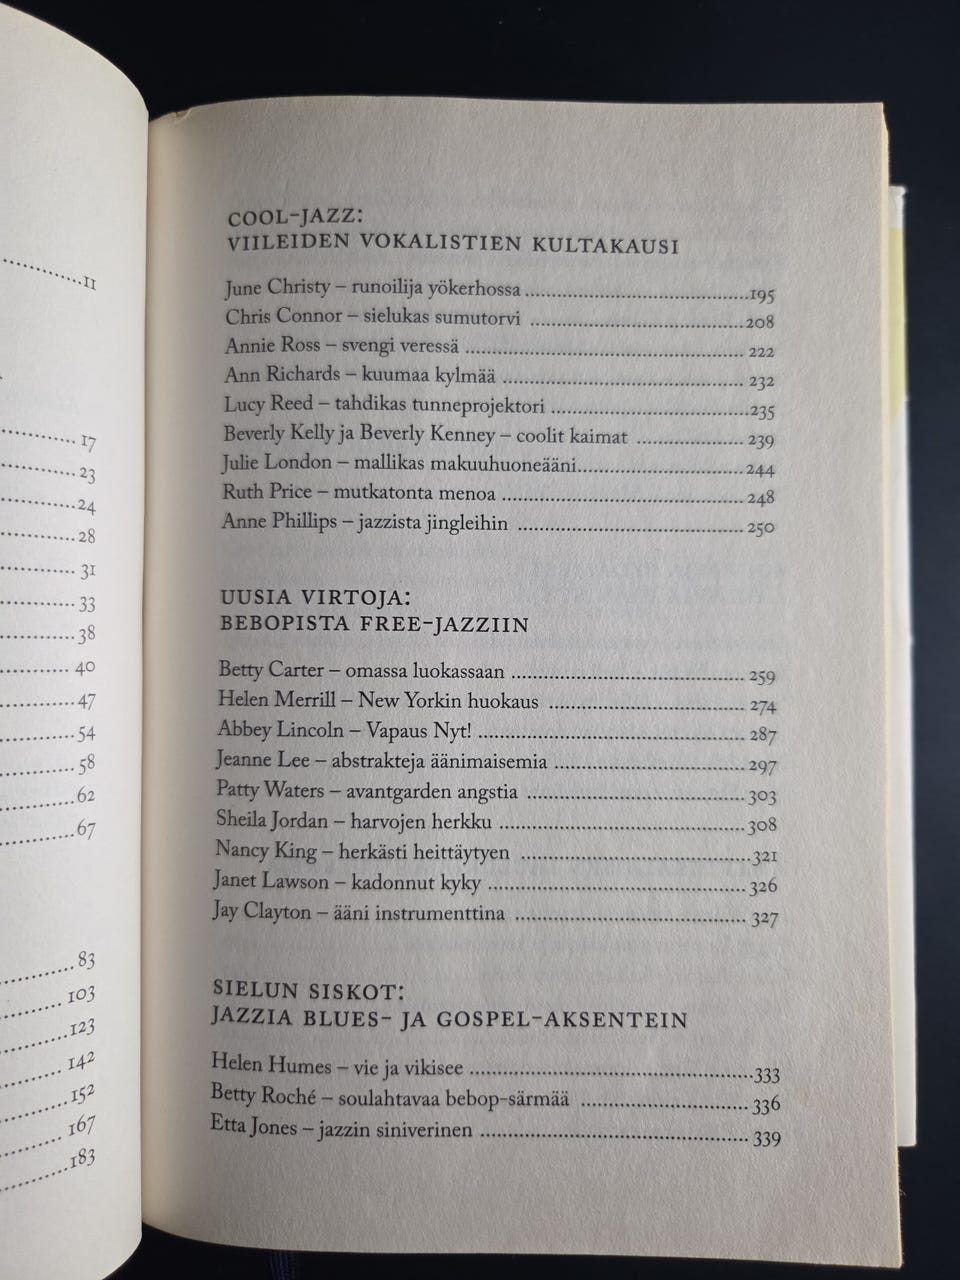 11
17
23
24
28
31
33
38
40
47
54
58
62
67
83
103
123
142
152
167
183
COOL-JAZZ:
VIILEIDEN VOKALISTIEN KULTAKAUSI
June Christy – runoilija yökerhossa 195
Chris Connor – sielukas sumutorvi 208
Annie Ross – svengi veressä 222
Ann Richards – kuumaa kylmää 232
Lucy Reed – tahdikas tunneprojektori 235
Beverly Kelly ja Beverly Kenney – coolit kaimat 239
Julie London – mallikas makuuhuoneääni 244
Ruth Price – mutkatonta menoa 248
Anne Phillips – jazzista jingleihin 250
UUSIA VIRTOJA:
BEBOPISTA FREE-JAZZIIN
Betty Carter – omassa luokassaan 259
Helen Merrill – New Yorkin huokaus 274
Abbey Lincoln – Vapaus Nyt! 287
Jeanne Lee – abstrakteja äänimaisemia 297
Patty Waters – avantgarden angstia 303
Sheila Jordan – harvojen herkku 308
Nancy King – herkästi heittäytyen 321
Janet Lawson – kadonnut kyky 326
Jay Clayton – ääni instrumenttina 327
SIELUN SISKOT:
JAZZIA BLUES- JA GOSPEL-AKSENTEIN
Helen Humes – vie ja vikisee 333
Betty Roché – soulahtavaa bebop-särmää 336
Etta Jones – jazzin siniverinen 339